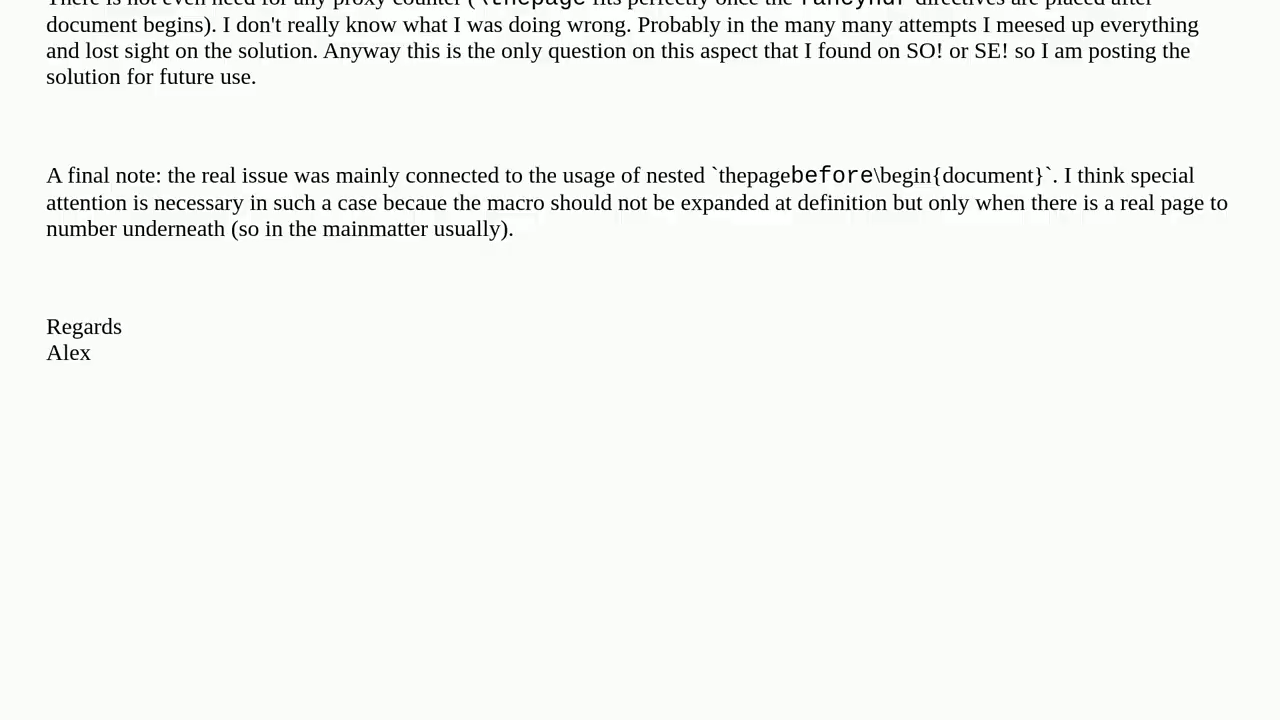 There is not even need for any proxy counter (\thepage fits perfectly once the fancyhdr directives are placed after
document begins). I don't really know what I was doing wrong. Probably in the many many attempts I meesed up everything
and lost sight on the solution. Anyway this is the only question on this aspect that I found on SO! or SE! so I am posting the
solution for future use.
A final note: the real issue was mainly connected to the usage of nested `thepagebefore\begin{document}`. I think special
attention is necessary in such a case becaue the macro should not be expanded at definition but only when there is a real page to
number underneath (so in the mainmatter usually).
Regards
Alex